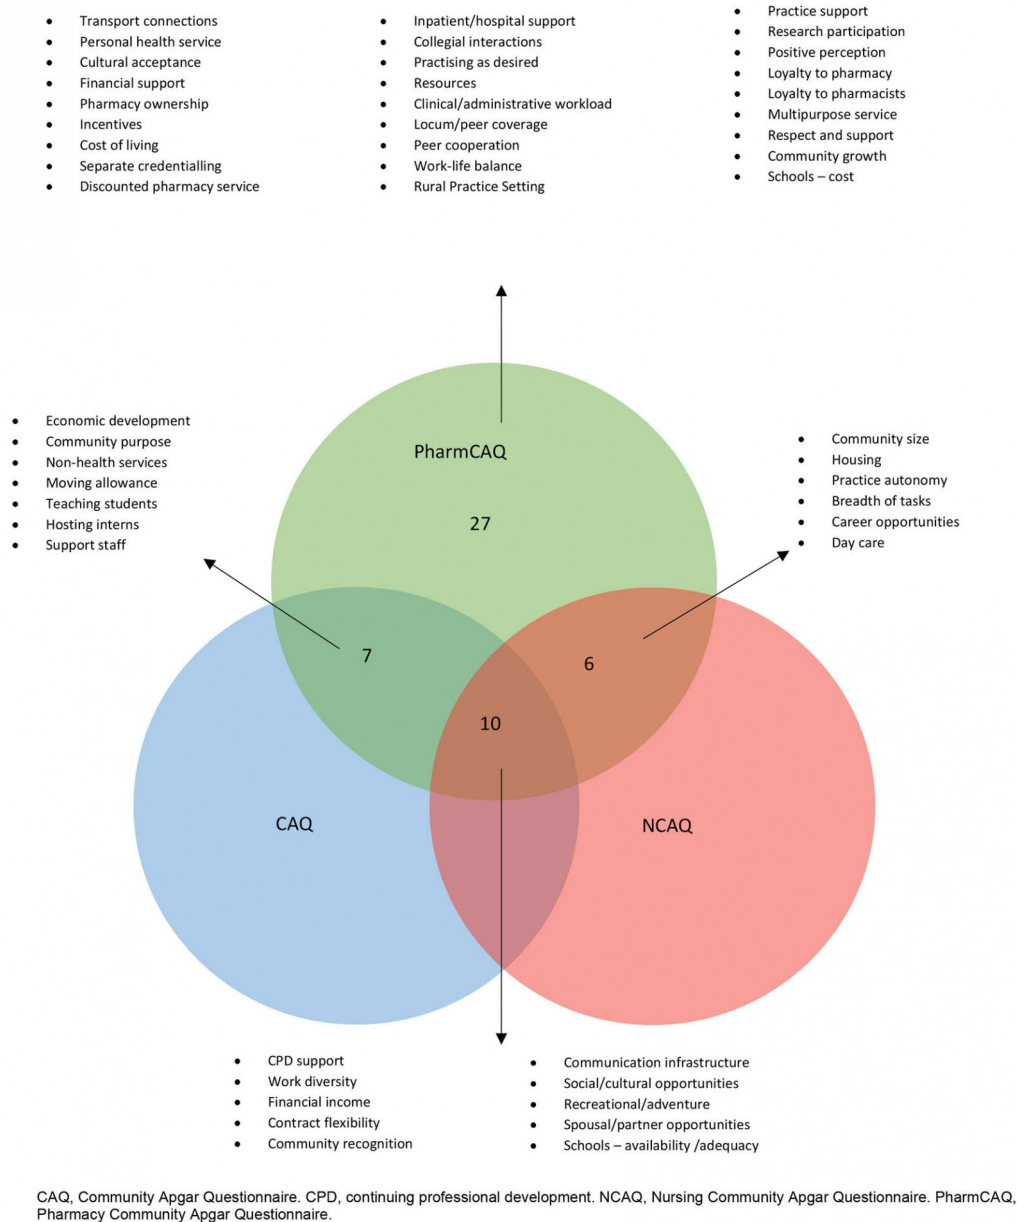 • Transport connections
• Personal health service
• Cultural acceptance
• Financial support
• Pharmacy ownership
• Incentives
• Cost of living
• Separate credentialling
• Discounted pharmacy service
• Inpatient/hospital support
• Collegial interactions
• Practising as desired
• Resources
• Clinical/administrative workload
• Locum/peer coverage
• Peer cooperation
• Work-life balance
• Rural Practice Setting
• Practice support
• Research participation
• Positive perception
• Loyalty to pharmacy
• Loyalty to pharmacists
• Multipurpose service
• Respect and support
• Community growth
• Schools – cost
• Economic development
• Community purpose
• Non-health services
• Moving allowance
• Teaching students
• Hosting interns
• Support staff
PharmCAQ
27
• Community size
• Housing
• Practice autonomy
• Breadth of tasks
• Career opportunities
• Day care
7
6
10
CAQ
NCAQ
• CPD support
• Work diversity
• Financial income
• Contract flexibility
• Community recognition
• Communication infrastructure
• Social/cultural opportunities
• Recreational/adventure
• Spousal/partner opportunities
• Schools – availability /adequacy
CAQ, Community Apgar Questionnaire. CPD, continuing professional development. NCAQ, Nursing Community Apgar Questionnaire. PharmCAQ,
Pharmacy Community Apgar Questionnaire.